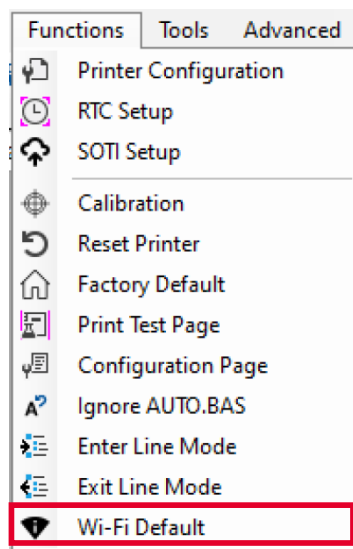 Functions Tools Advanced
Printer Configuration
RTC Setup
SOTI Setup
Calibration
Reset Printer
Factory Default
Print Test Page
Configuration Page
Ignore AUTO.BAS
Enter Line Mode
Exit Line Mode
Wi-Fi Default